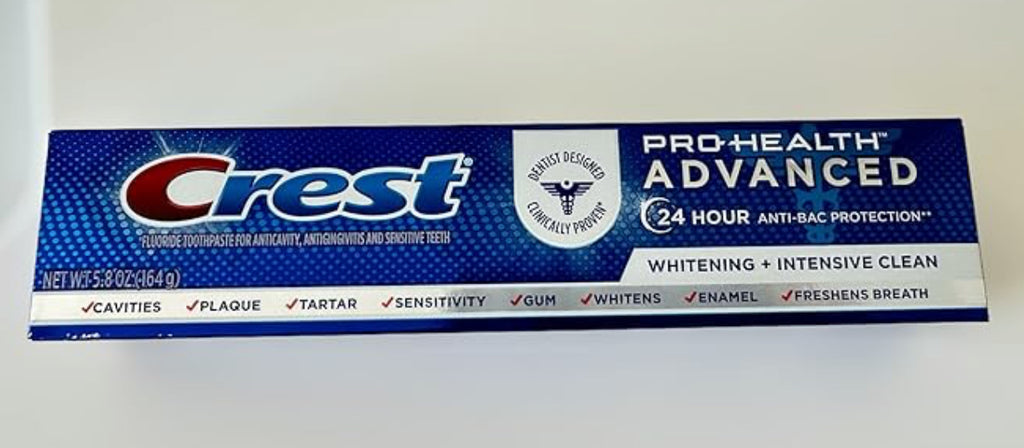 Crest®
*FLUORIDE TOOTHPASTE FOR ANTICAVITY, ANTIGINGIVITIS AND SENSITIVE TEETH
NET WT 5.8 OZ (164 g)
DENTIST DESIGNED
CLINICALLY PROVEN*
PRO-HEALTH™
ADVANCED
24 HOUR ANTI-BAC PROTECTION**
WHITENING + INTENSIVE CLEAN
✓CAVITIES ✓PLAQUE ✓TARTAR ✓SENSITIVITY ✓GUM ✓WHITENS ✓ENAMEL ✓FRESHENS BREATH